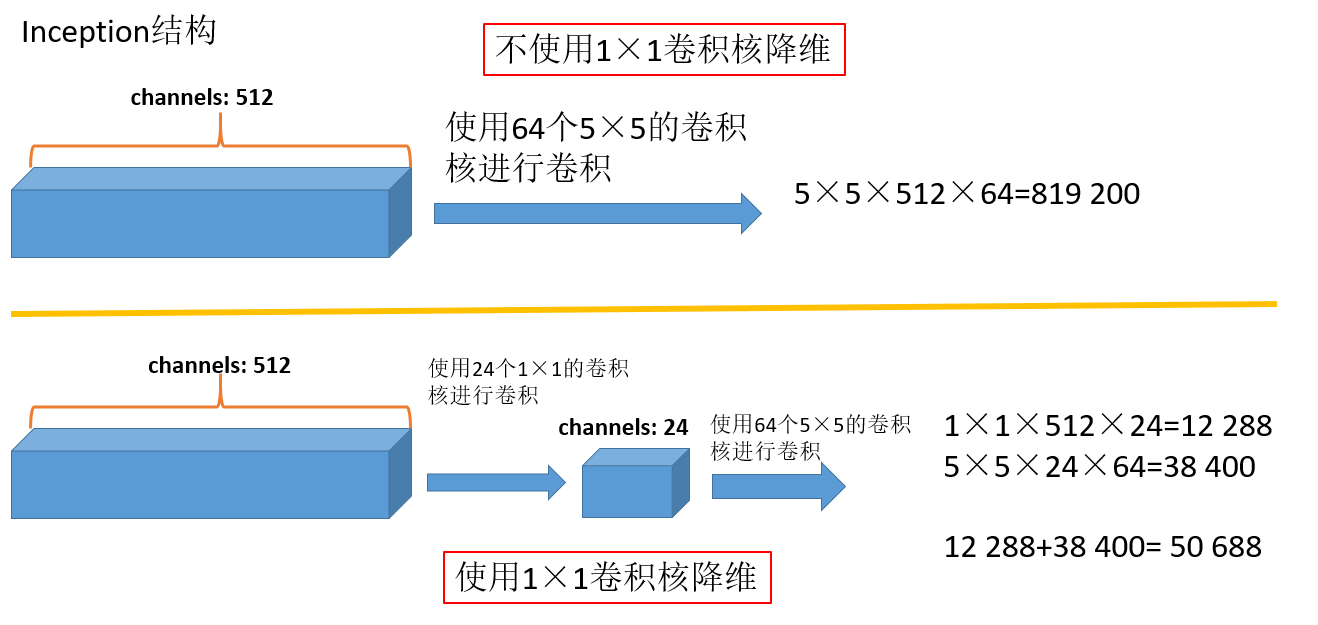 Inception结构
不使用1×1卷积核降维
channels: 512
使用64个5×5的卷积
核进行卷积
5×5×512×64=819 200
channels: 512
使用24个1×1的卷积
核进行卷积
channels: 24
使用64个5×5的卷积
核进行卷积
1×1×512×24=12 288
5×5×24×64=38 400
12 288+38 400= 50 688
使用1×1卷积核降维